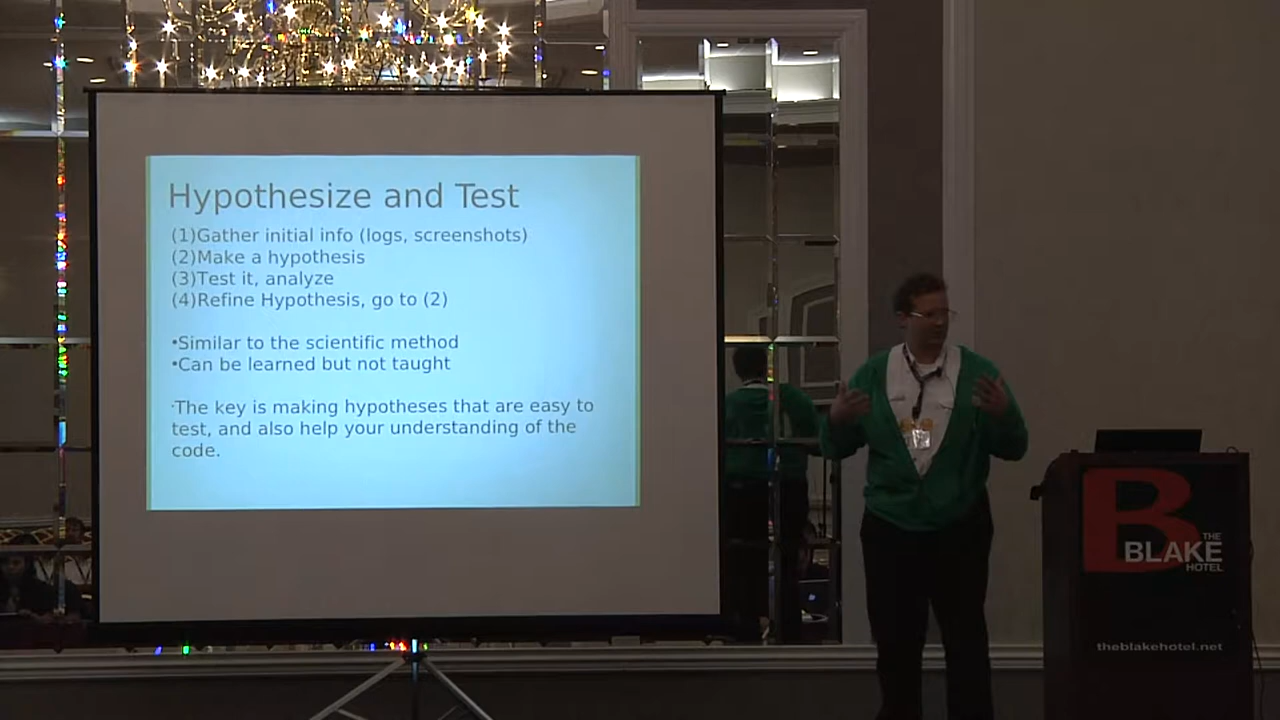 Hypothesize and Test
(1)Gather initial info (logs, screenshots)
(2)Make a hypothesis
(3)Test it, analyze
(4)Refine Hypothesis, go to (2)
•Similar to the scientific method
•Can be learned but not taught
·The key is making hypotheses that are easy to
test, and also help your understanding of the
code.
B
THE
BLAKE
HOTEL
theblakehotel.net